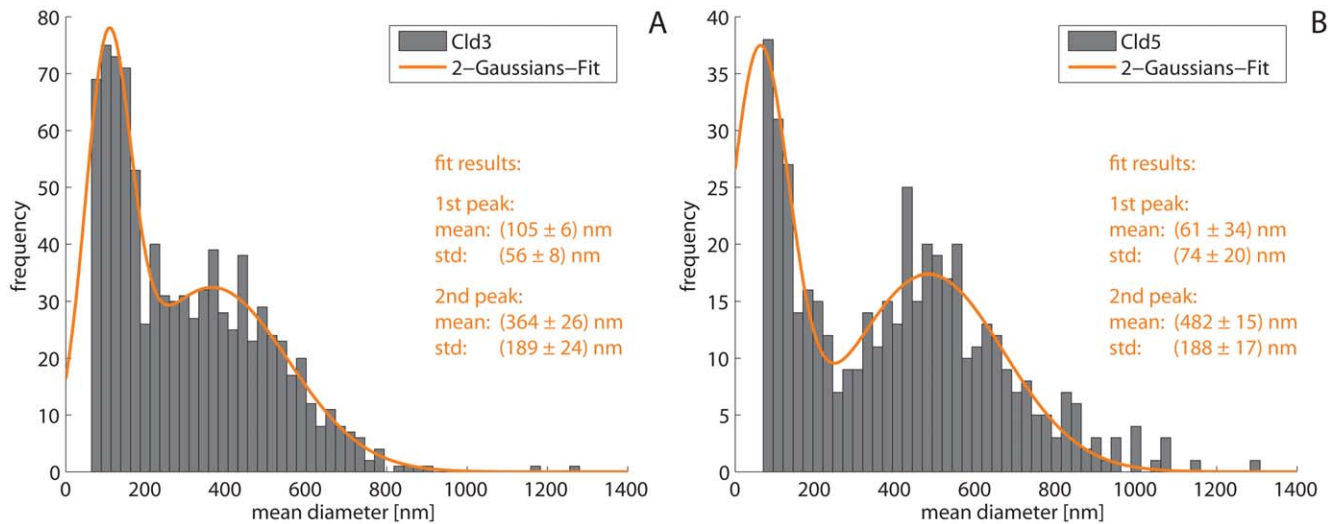 A
Cld3
2−Gaussians−Fit
fit results:
1st peak:
mean: (105 ± 6) nm
std: (56 ± 8) nm
2nd peak:
mean: (364 ± 26) nm
std: (189 ± 24) nm
frequency
80
70
60
50
40
30
20
10
0
0 200 400 600 800 1000 1200 1400
mean diameter [nm]
B
Cld5
2−Gaussians−Fit
fit results:
1st peak:
mean: (61 ± 34) nm
std: (74 ± 20) nm
2nd peak:
mean: (482 ± 15) nm
std: (188 ± 17) nm
frequency
40
35
30
25
20
15
10
5
0
0 200 400 600 800 1000 1200 1400
mean diameter [nm]